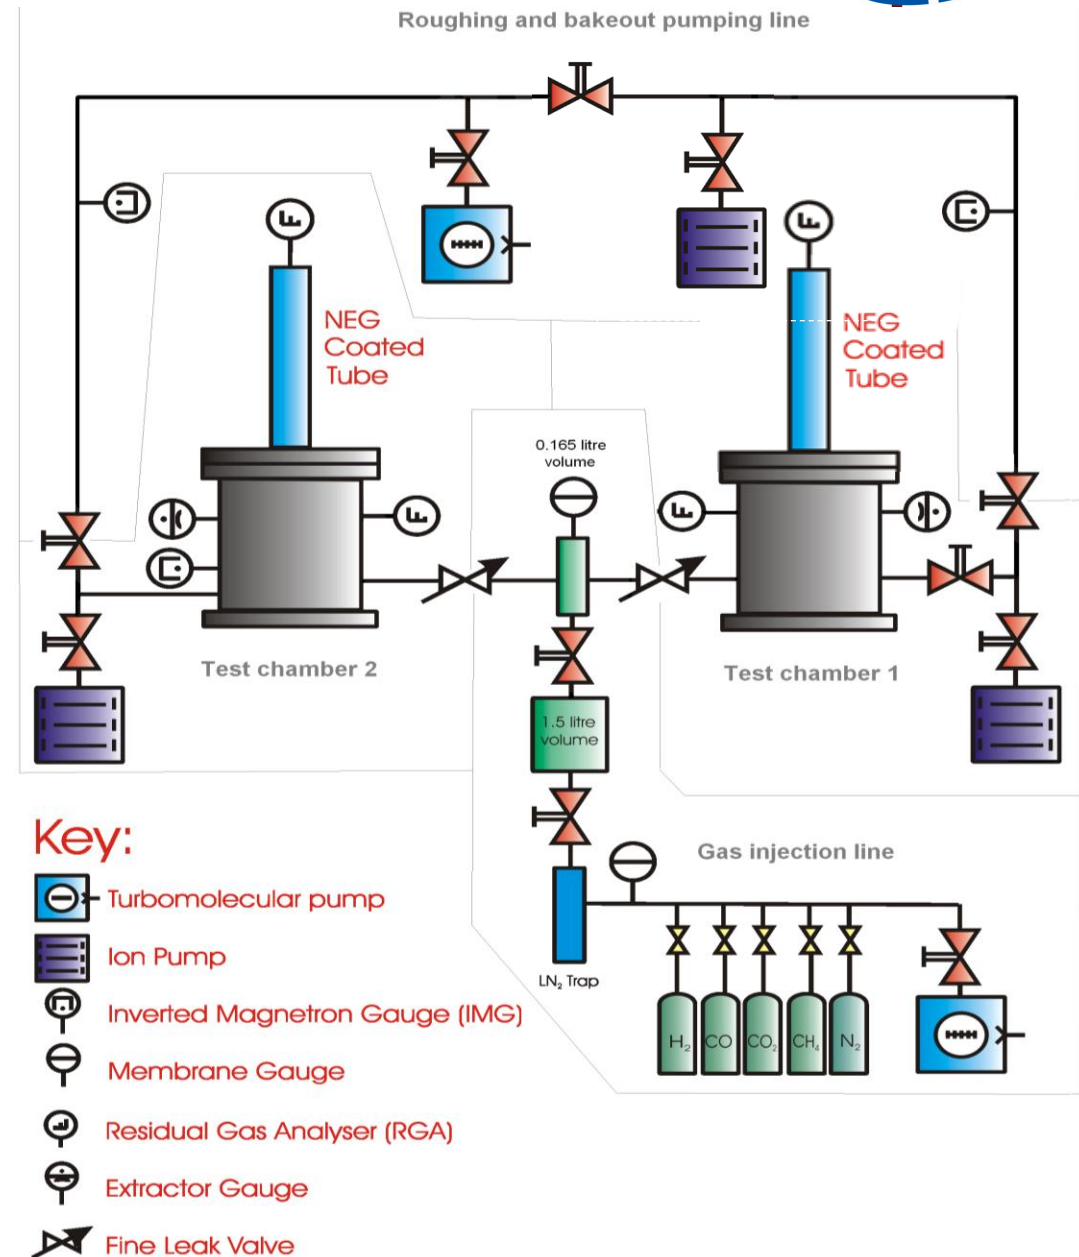 Roughing and bakeout pumping line
NEG
Coated
Tube
NEG
Coated
Tube
0.165 litre
volume
Test chamber 2
Test chamber 1
1.5 litre
volume
Gas injection line
LN₂ Trap
H₂ CO CO₂ CH₄ N₂
Key:
Turbomolecular pump
Ion Pump
Inverted Magnetron Gauge (IMG)
Membrane Gauge
Residual Gas Analyser (RGA)
Extractor Gauge
Fine Leak Valve